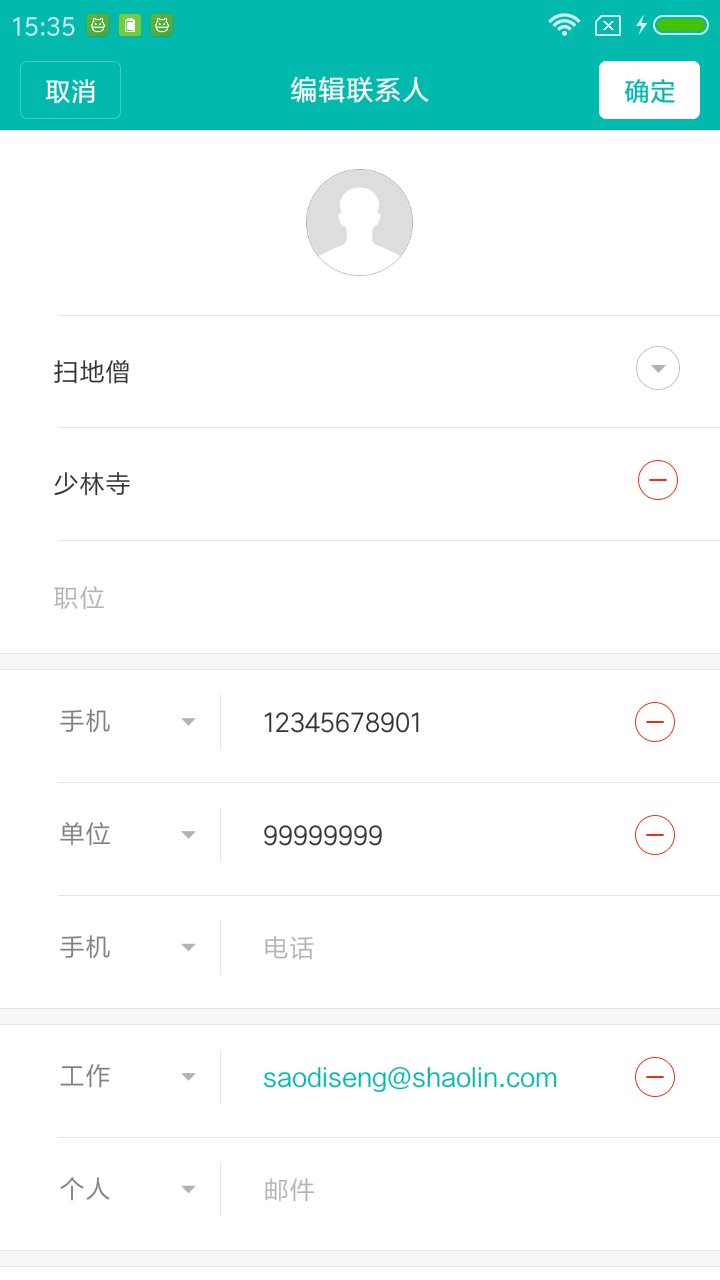 15:35
取消 编辑联系人 确定
扫地僧
少林寺
职位
手机 12345678901
单位 99999999
手机 电话
工作 saodiseng@shaolin.com
个人 邮件